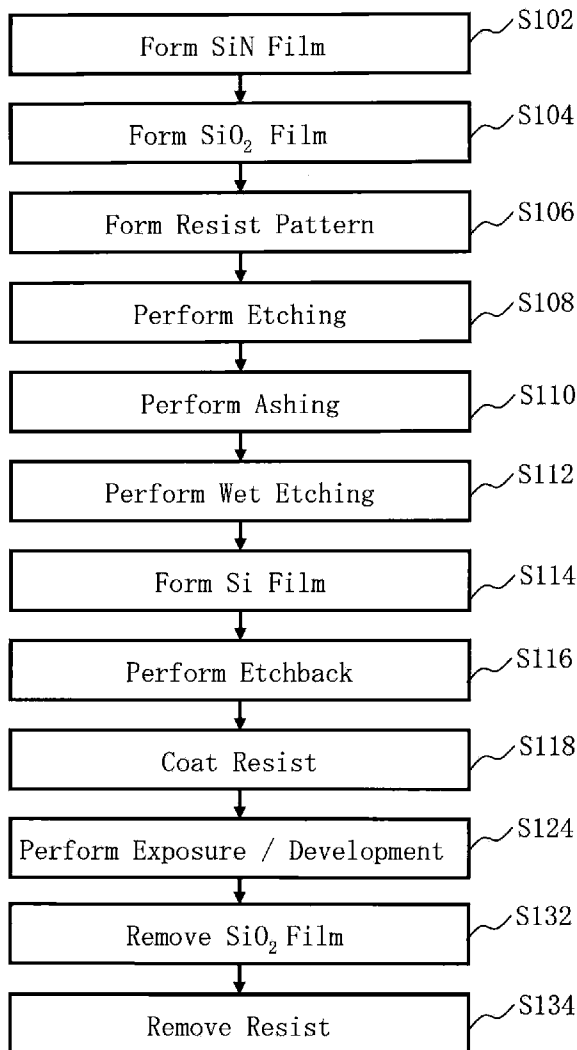 S102
Form SiN Film
S104
Form SiO₂ Film
S106
Form Resist Pattern
S108
Perform Etching
S110
Perform Ashing
S112
Perform Wet Etching
S114
Form Si Film
S116
Perform Etchback
S118
Coat Resist
S124
Perform Exposure / Development
S132
Remove SiO₂ Film
S134
Remove Resist